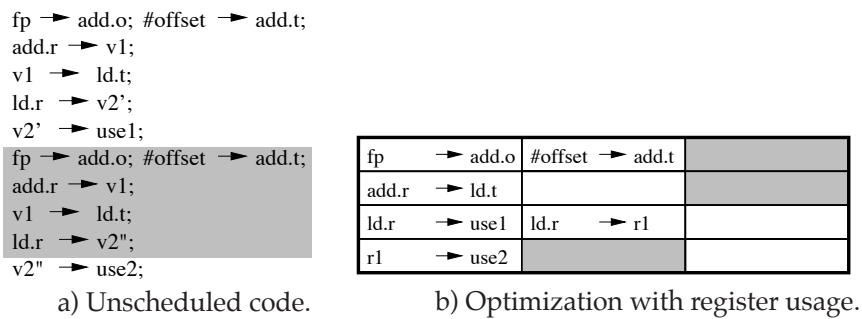 fp → add.o; #offset → add.t;
add.r → v1;
v1 → ld.t;
ld.r → v2';
v2' → use1;
fp → add.o; #offset → add.t;
add.r → v1;
v1 → ld.t;
ld.r → v2";
v2" → use2;
a) Unscheduled code.
fp → add.o #offset → add.t
add.r → ld.t
ld.r → use1 ld.r → r1
r1 → use2
b) Optimization with register usage.